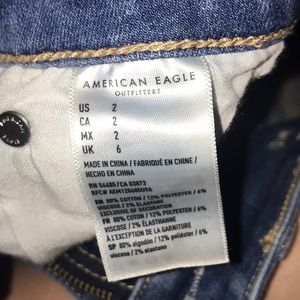 AMERICAN EAGLE
OUTFITTERS
US 2
CA 2
MX 2
UK 6
MADE IN CHINA / FABRIQUÉ EN CHINE /
HECHO EN CHINA
RN 54485/CA 03873
RFC# AEM1206605U9A
EN 80% COTTON / 12% POLYESTER / 6%
VISCOSE / 2% ELASTANE
EXCLUSIVE OF DECORATION
FR 80% COTON / 12% POLYESTER / 6%
VISCOSE / 2% ÉLASTHANNE
À L'EXCEPTION DE LA GARNITURE
SP 80% algodón / 12% poliéster / 6%
viscosa / 2% elastano